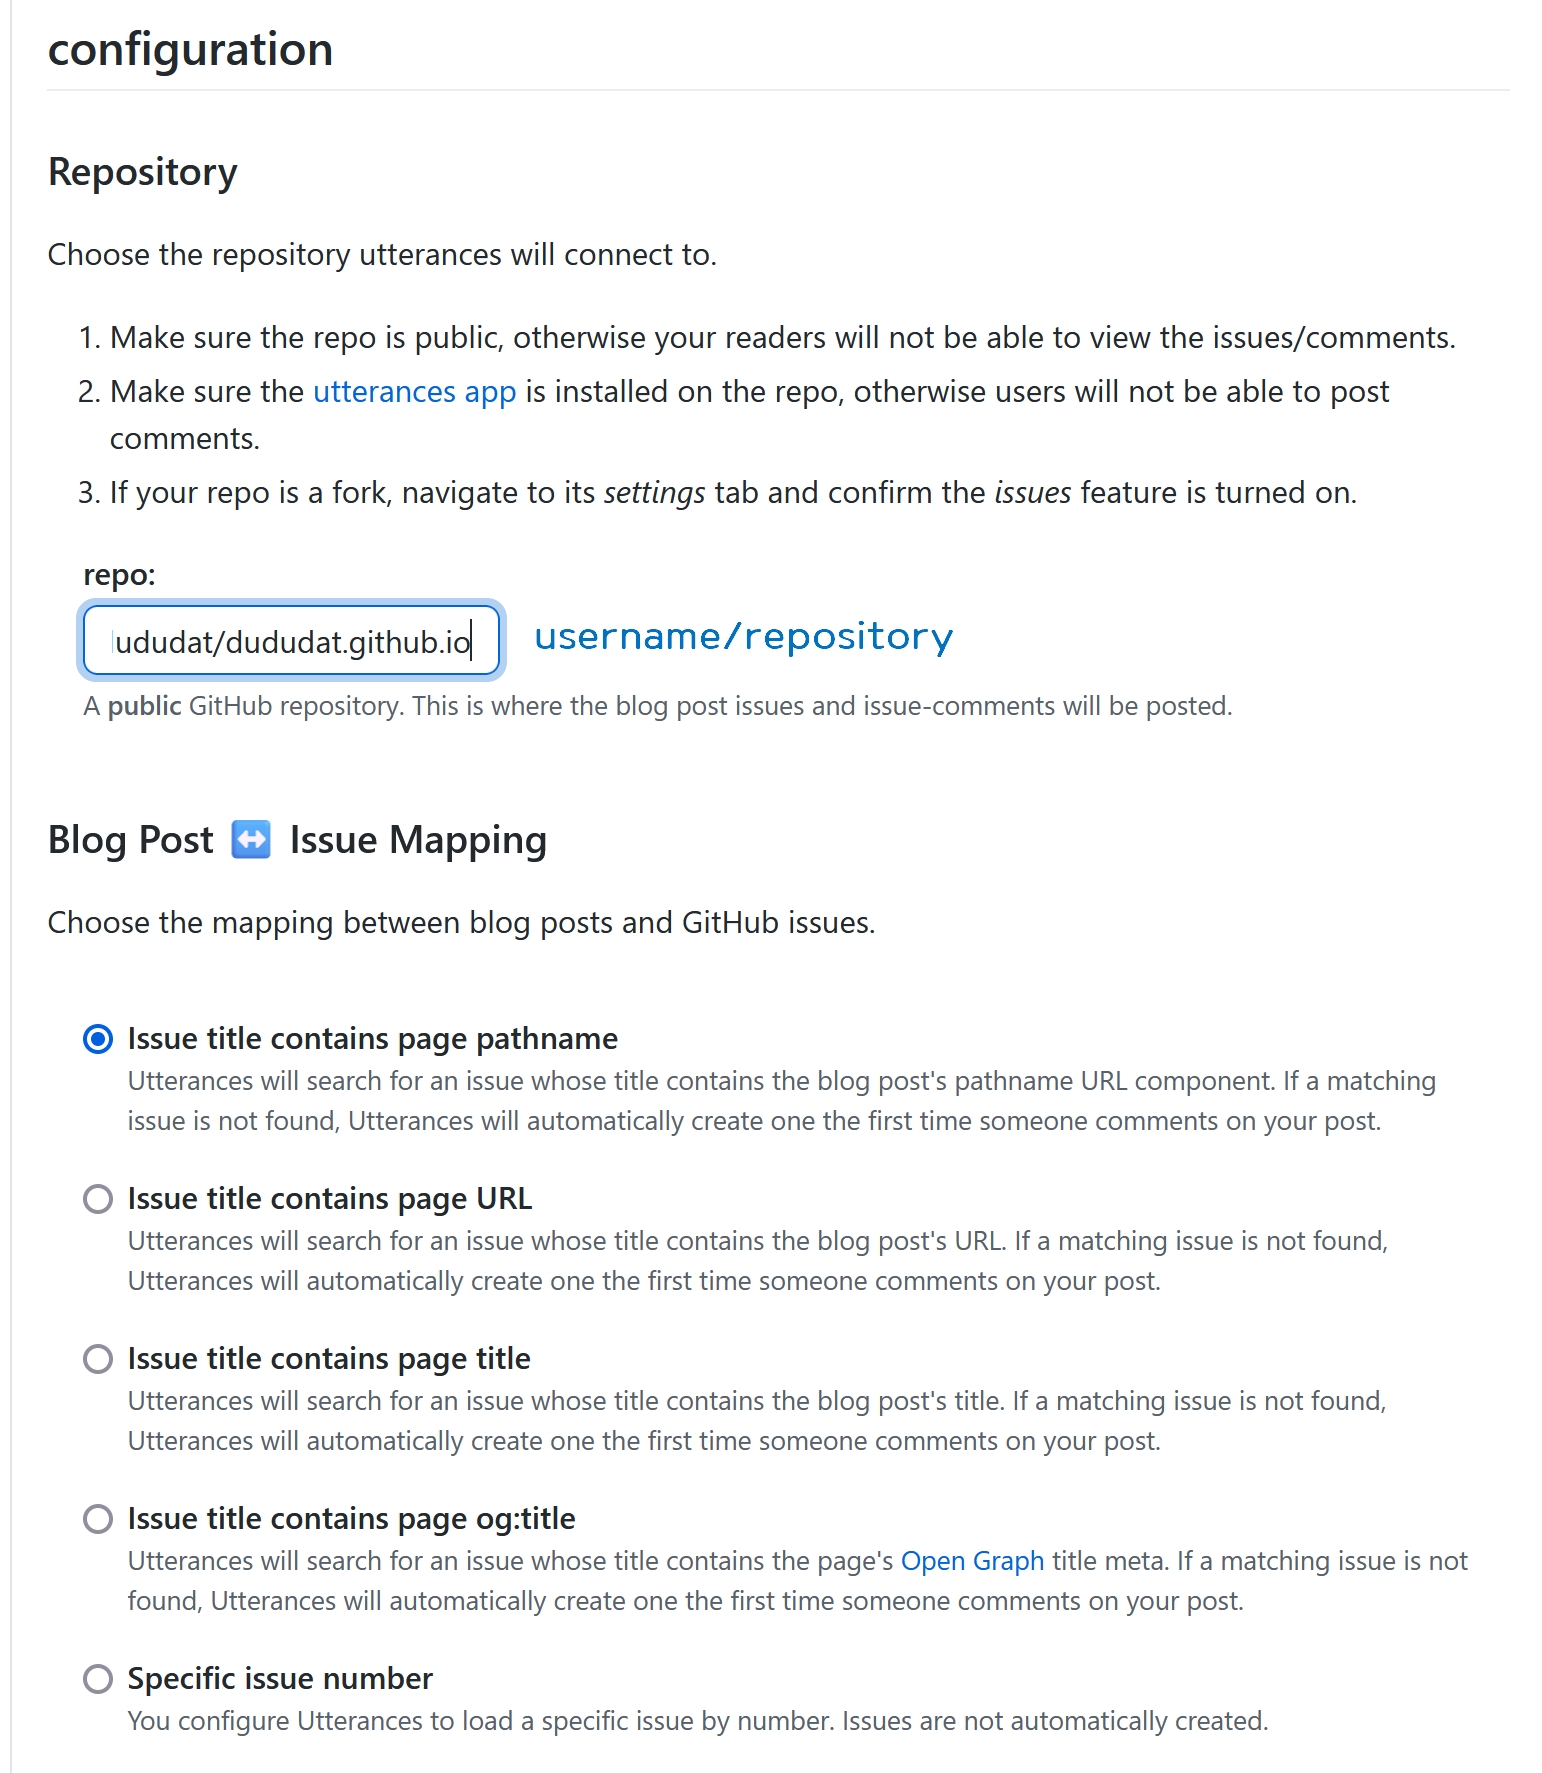 configuration
Repository
Choose the repository utterances will connect to.
1. Make sure the repo is public, otherwise your readers will not be able to view the issues/comments.
2. Make sure the utterances app is installed on the repo, otherwise users will not be able to post
comments.
3. If your repo is a fork, navigate to its settings tab and confirm the issues feature is turned on.
repo:
ududat/dududat.github.io
username/repository
A public GitHub repository. This is where the blog post issues and issue-comments will be posted.
Blog Post ↔️ Issue Mapping
Choose the mapping between blog posts and GitHub issues.
Issue title contains page pathname
Utterances will search for an issue whose title contains the blog post's pathname URL component. If a matching
issue is not found, Utterances will automatically create one the first time someone comments on your post.
Issue title contains page URL
Utterances will search for an issue whose title contains the blog post's URL. If a matching issue is not found,
Utterances will automatically create one the first time someone comments on your post.
Issue title contains page title
Utterances will search for an issue whose title contains the blog post's title. If a matching issue is not found,
Utterances will automatically create one the first time someone comments on your post.
Issue title contains page og:title
Utterances will search for an issue whose title contains the page's Open Graph title meta. If a matching issue is not
found, Utterances will automatically create one the first time someone comments on your post.
Specific issue number
You configure Utterances to load a specific issue by number. Issues are not automatically created.